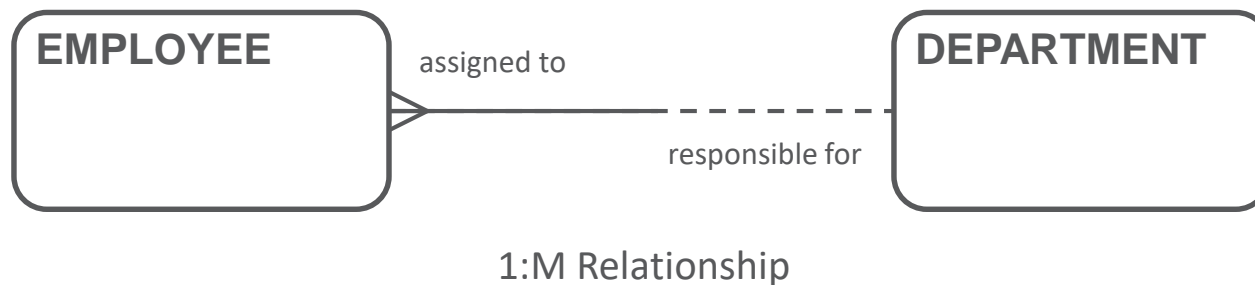 EMPLOYEE
assigned to
DEPARTMENT
responsible for
1:M Relationship